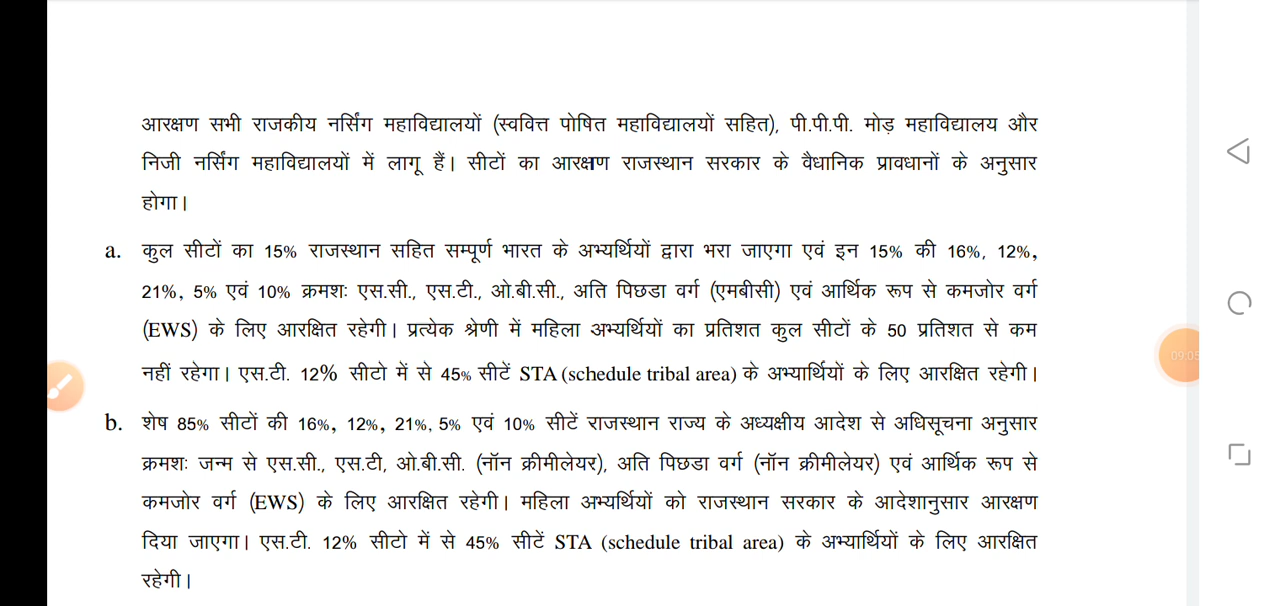 आरक्षण सभी राजकीय नर्सिंग महाविद्यालयों (स्ववित्त पोषित महाविद्यालयों सहित), पी.पी.पी. मोड़ महाविद्यालय और
निजी नर्सिंग महाविद्यालयों में लागू हैं। सीटों का आरक्षण राजस्थान सरकार के वैधानिक प्रावधानों के अनुसार
होगा।
a. कुल सीटों का 15% राजस्थान सहित सम्पूर्ण भारत के अभ्यर्थियों द्वारा भरा जाएगा एवं इन 15% की 16%, 12%,
21%, 5% एवं 10% क्रमशः एस.सी., एस.टी., ओ.बी.सी., अति पिछडा वर्ग (एमबीसी) एवं आर्थिक रूप से कमजोर वर्ग
(EWS) के लिए आरक्षित रहेगी। प्रत्येक श्रेणी में महिला अभ्यर्थियों का प्रतिशत कुल सीटों के 50 प्रतिशत से कम
नहीं रहेगा। एस.टी. 12% सीटो में से 45% सीटें STA (schedule tribal area) के अभ्यार्थियों के लिए आरक्षित रहेगी।
b. शेष 85% सीटों की 16%, 12%, 21%, 5% एवं 10% सीटें राजस्थान राज्य के अध्यक्षीय आदेश से अधिसूचना अनुसार
क्रमशः जन्म से एस.सी., एस.टी, ओ.बी.सी. (नॉन क्रीमीलेयर), अति पिछडा वर्ग (नॉन क्रीमीलेयर) एवं आर्थिक रूप से
कमजोर वर्ग (EWS) के लिए आरक्षित रहेगी। महिला अभ्यर्थियों को राजस्थान सरकार के आदेशानुसार आरक्षण
दिया जाएगा। एस.टी. 12% सीटो में से 45% सीटें STA (schedule tribal area) के अभ्यार्थियों के लिए आरक्षित
रहेगी।
09:05